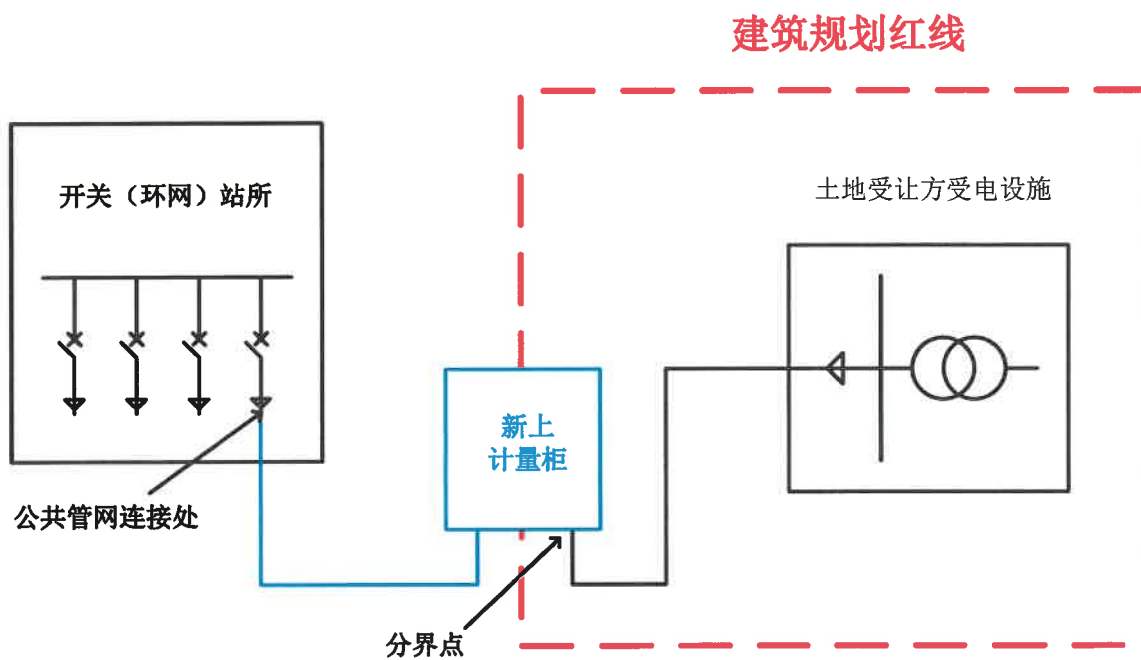 建筑规划红线
开关（环网）站所
土地受让方受电设施
新上
计量柜
公共管网连接处
分界点